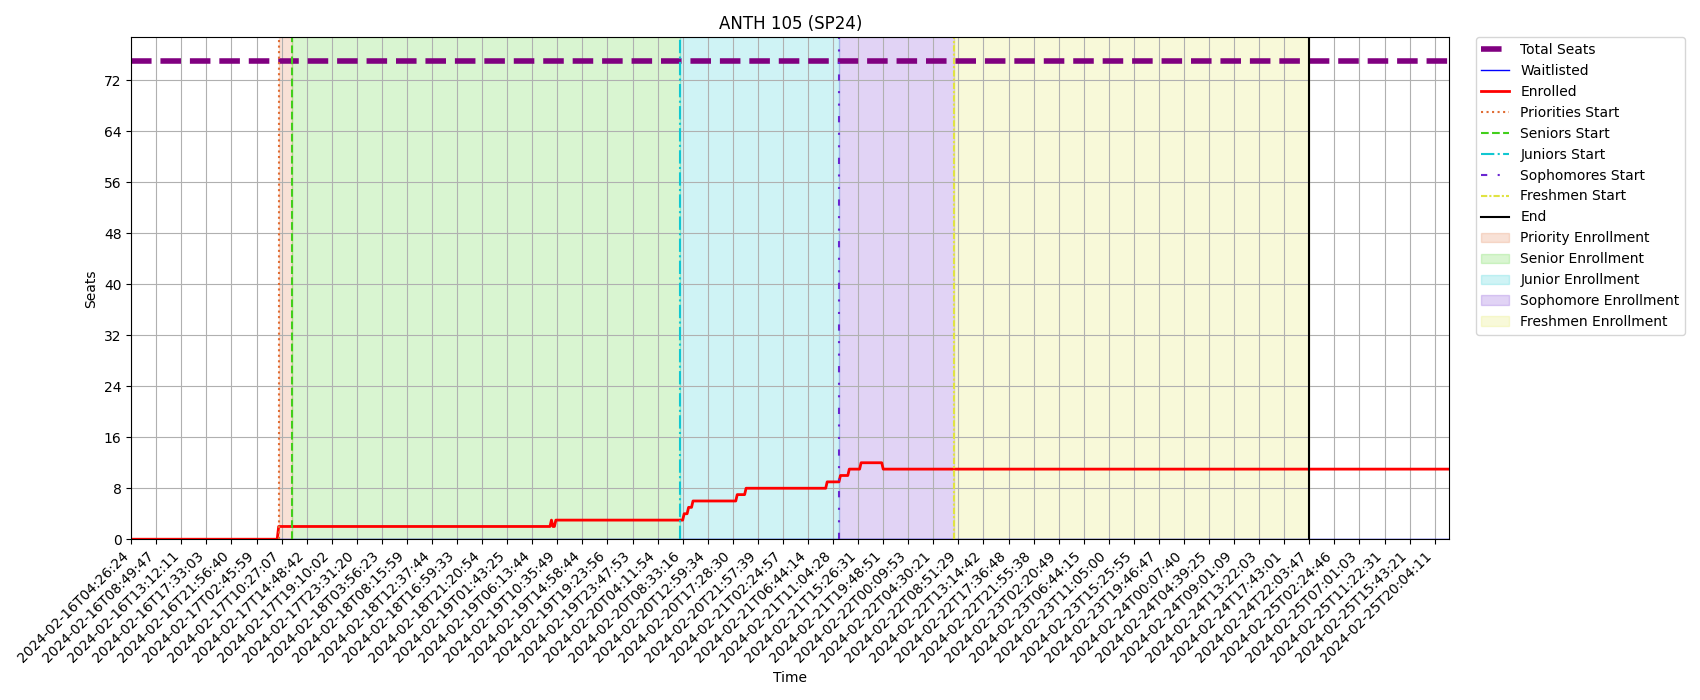 ANTH 105 (SP24)
Total Seats
Waitlisted
Enrolled
Priorities Start
Seniors Start
Juniors Start
Sophomores Start
Freshmen Start
End
Priority Enrollment
Senior Enrollment
Junior Enrollment
Sophomore Enrollment
Freshmen Enrollment
Seats
72
64
56
48
40
32
24
16
8
0
2024-02-16T04:26:24
2024-02-16T08:49:47
2024-02-16T13:12:11
2024-02-16T17:33:03
2024-02-16T21:56:40
2024-02-17T02:45:59
2024-02-17T10:27:07
2024-02-17T14:48:42
2024-02-17T19:10:02
2024-02-17T23:31:20
2024-02-18T03:56:23
2024-02-18T08:15:59
2024-02-18T12:37:44
2024-02-18T16:59:33
2024-02-18T21:20:54
2024-02-19T01:43:25
2024-02-19T06:13:44
2024-02-19T10:35:49
2024-02-19T14:58:44
2024-02-19T19:23:56
2024-02-19T23:47:53
2024-02-20T04:11:54
2024-02-20T08:33:16
2024-02-20T12:59:34
2024-02-20T17:28:30
2024-02-20T21:57:39
2024-02-21T02:24:57
2024-02-21T06:44:14
2024-02-21T11:04:28
2024-02-21T15:26:31
2024-02-21T19:48:51
2024-02-22T00:09:53
2024-02-22T04:30:21
2024-02-22T08:51:29
2024-02-22T13:14:42
2024-02-22T17:36:48
2024-02-22T21:55:38
2024-02-23T02:20:49
2024-02-23T06:44:15
2024-02-23T11:05:00
2024-02-23T15:25:55
2024-02-23T19:46:47
2024-02-24T00:07:40
2024-02-24T04:39:25
2024-02-24T09:01:09
2024-02-24T13:22:03
2024-02-24T17:43:01
2024-02-24T22:03:47
2024-02-25T02:24:46
2024-02-25T07:01:03
2024-02-25T11:22:31
2024-02-25T15:43:21
2024-02-25T20:04:11
Time